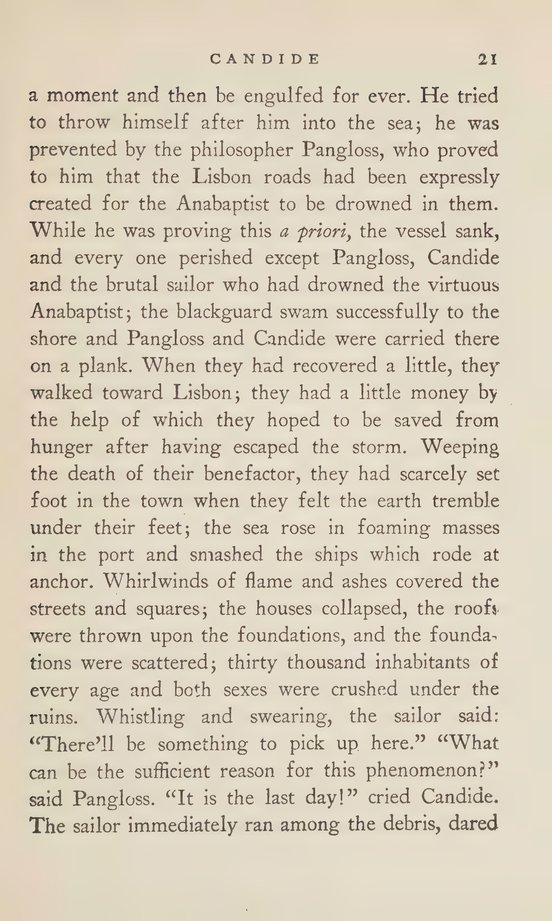 CANDIDE 21
a moment and then be engulfed for ever. He tried
to throw himself after him into the sea; he was
prevented by the philosopher Pangloss, who proved
to him that the Lisbon roads had been expressly
created for the Anabaptist to be drowned in them.
While he was proving this a priori, the vessel sank,
and every one perished except Pangloss, Candide
and the brutal sailor who had drowned the virtuous
Anabaptist; the blackguard swam successfully to the
shore and Pangloss and Candide were carried there
on a plank. When they had recovered a little, they
walked toward Lisbon; they had a little money by
the help of which they hoped to be saved from
hunger after having escaped the storm. Weeping
the death of their benefactor, they had scarcely set
foot in the town when they felt the earth tremble
under their feet; the sea rose in foaming masses
in the port and smashed the ships which rode at
anchor. Whirlwinds of flame and ashes covered the
streets and squares; the houses collapsed, the roofs
were thrown upon the foundations, and the founda-
tions were scattered; thirty thousand inhabitants of
every age and both sexes were crushed under the
ruins. Whistling and swearing, the sailor said:
“There’ll be something to pick up here.” “What
can be the sufficient reason for this phenomenon?”
said Pangloss. “It is the last day!” cried Candide.
The sailor immediately ran among the debris, dared